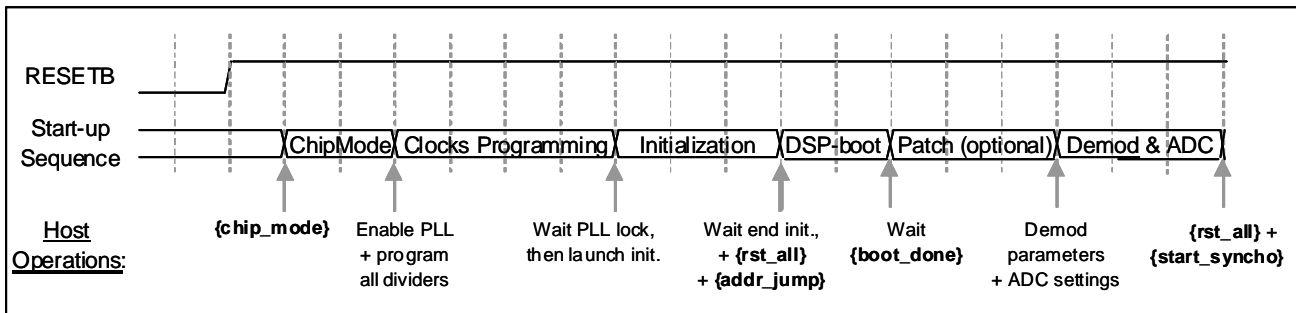 RESETB
Start-up
Sequence
ChipMode Clocks Programming Initialization DSP-boot Patch (optional) Demod & ADC
Host
Operations:
{chip_mode}
Enable PLL
+ program
all dividers
Wait PLL lock,
then launch init.
Wait end init.,
+ {rst_all}
+ {addr_jump}
Wait
{boot_done}
Demod
parameters
+ ADC settings
{rst_all} +
{start_syncho}